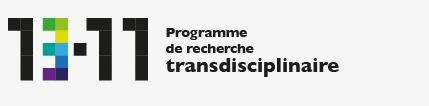 13-11
Programme
de recherche
transdisciplinaire